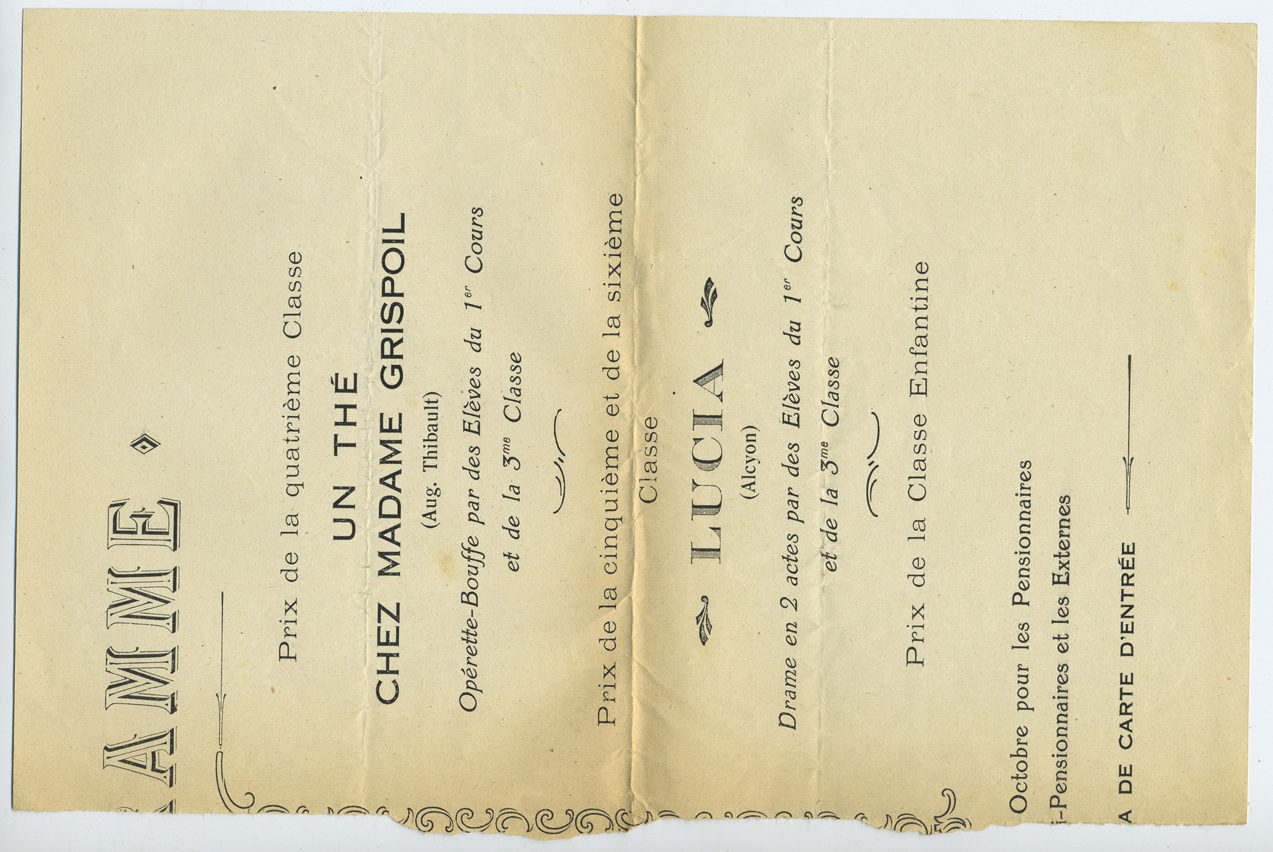 AMME
Prix de la quatrième Classe
UN THÉ
CHEZ MADAME GRISPOIL
(Aug. Thibault)
Opérette-Bouffe par des Elèves du 1er Cours
et de la 3me Classe
Prix de la cinquième et de la sixième
Classe
LUCIA
(Alcyon)
Drame en 2 actes par des Elèves du 1er Cours
et de la 3me Classe
Prix de la Classe Enfantine
Octobre pour les Pensionnaires
i-Pensionnaires et les Externes
A DE CARTE D'ENTRÉE